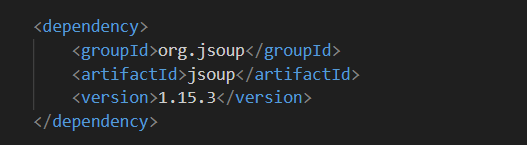 <dependency>
    <groupId>org.jsoup</groupId>
    <artifactId>jsoup</artifactId>
    <version>1.15.3</version>
</dependency>